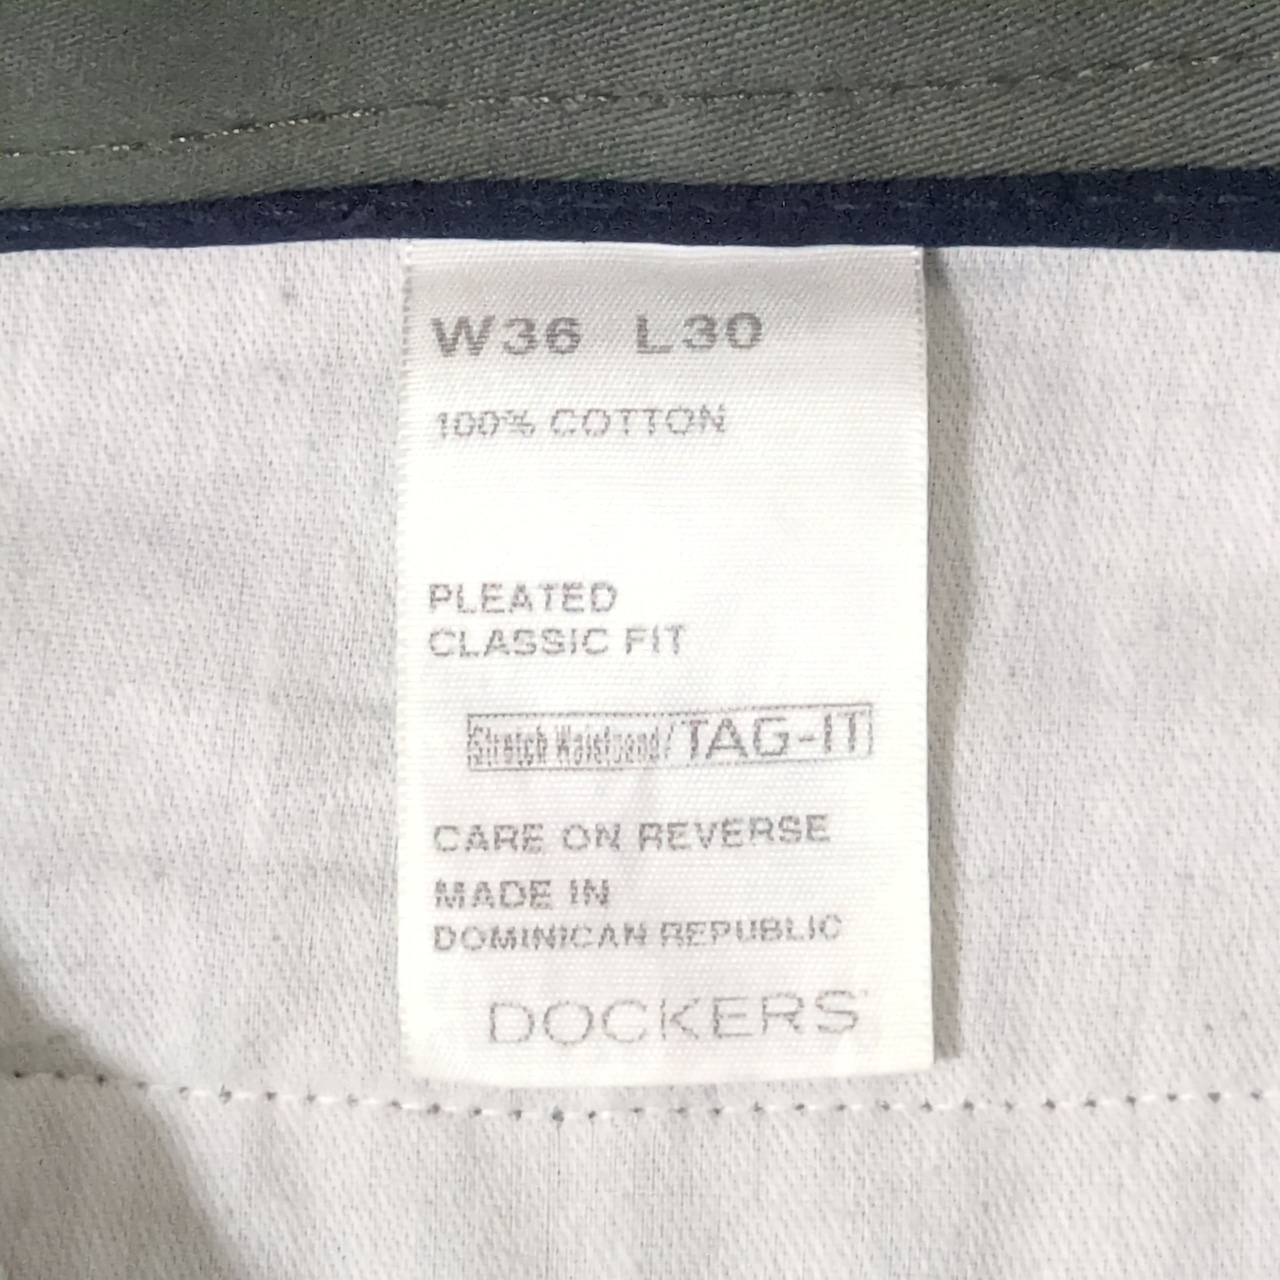 W36 L30
100% COTTON
PLEATED
CLASSIC FIT
Stretch Waistband/TAG-IT
CARE ON REVERSE
MADE IN
DOMINICAN REPUBLIC
DOCKERS